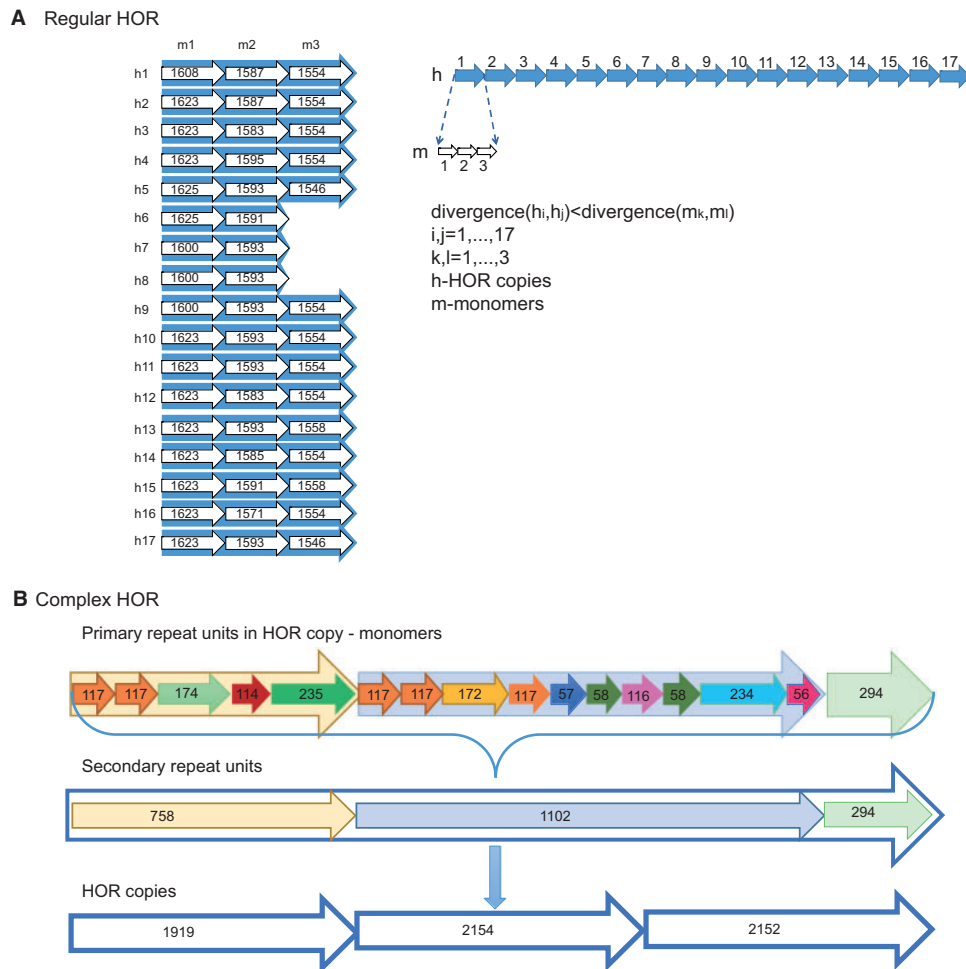 A Regular HOR
m1 m2 m3
h1 1608 1587 1554
h2 1623 1587 1554
h3 1623 1583 1554
h4 1623 1595 1554
h5 1625 1593 1546
h6 1625 1591
h7 1600 1593
h8 1600 1593
h9 1600 1593 1554
h10 1623 1593 1554
h11 1623 1593 1554
h12 1623 1583 1554
h13 1623 1593 1558
h14 1623 1585 1554
h15 1623 1591 1558
h16 1623 1571 1554
h17 1623 1593 1546
1 2 3 4 5 6 7 8 9 10 11 12 13 14 15 16 17
h
m
1 2 3
divergence(hi,hj)<divergence(mk,ml)
i,j=1,...,17
k,l=1,...,3
h-HOR copies
m-monomers
B Complex HOR
Primary repeat units in HOR copy - monomers
117 117 174 114 235 117 117 172 117 57 58 116 58 234 56 294
Secondary repeat units
758 1102 294
HOR copies
1919 2154 2152